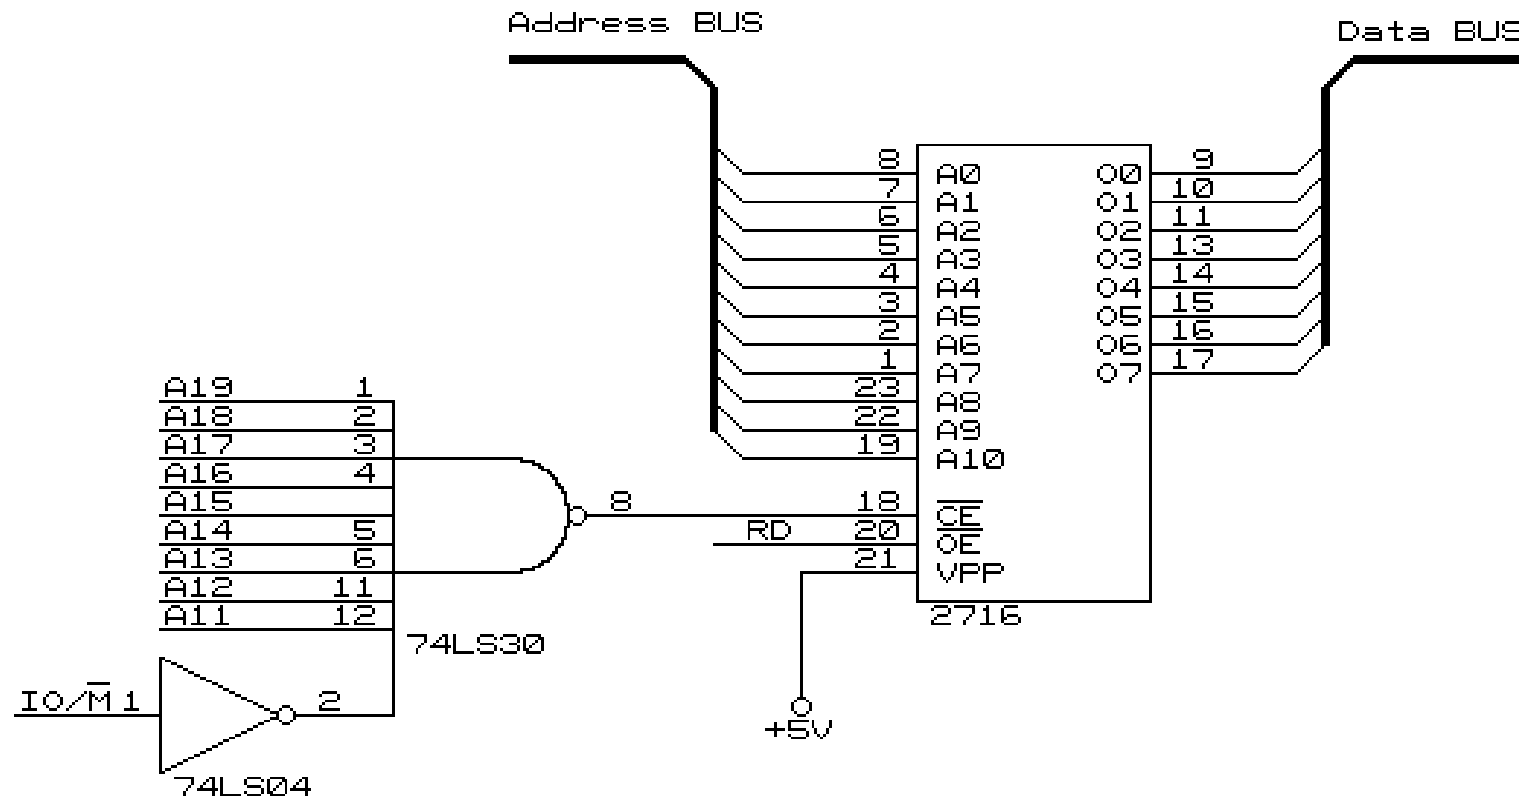 Address BUS
Data BUS
8 A0 O0 9
7 A1 O1 10
6 A2 O2 11
5 A3 O3 13
4 A4 O4 14
3 A5 O5 15
2 A6 O6 16
1 A7 O7 17
23 A8
22 A9
19 A10
A19 1
A18 2
A17 3
A16 4
A15
A14 5
A13 6
A12 11
A11 12
8
18 C̅E̅
RD 20 O̅E̅
21 VPP
2716
74LS30
IO/M̅ 1
2
74LS04
+5V